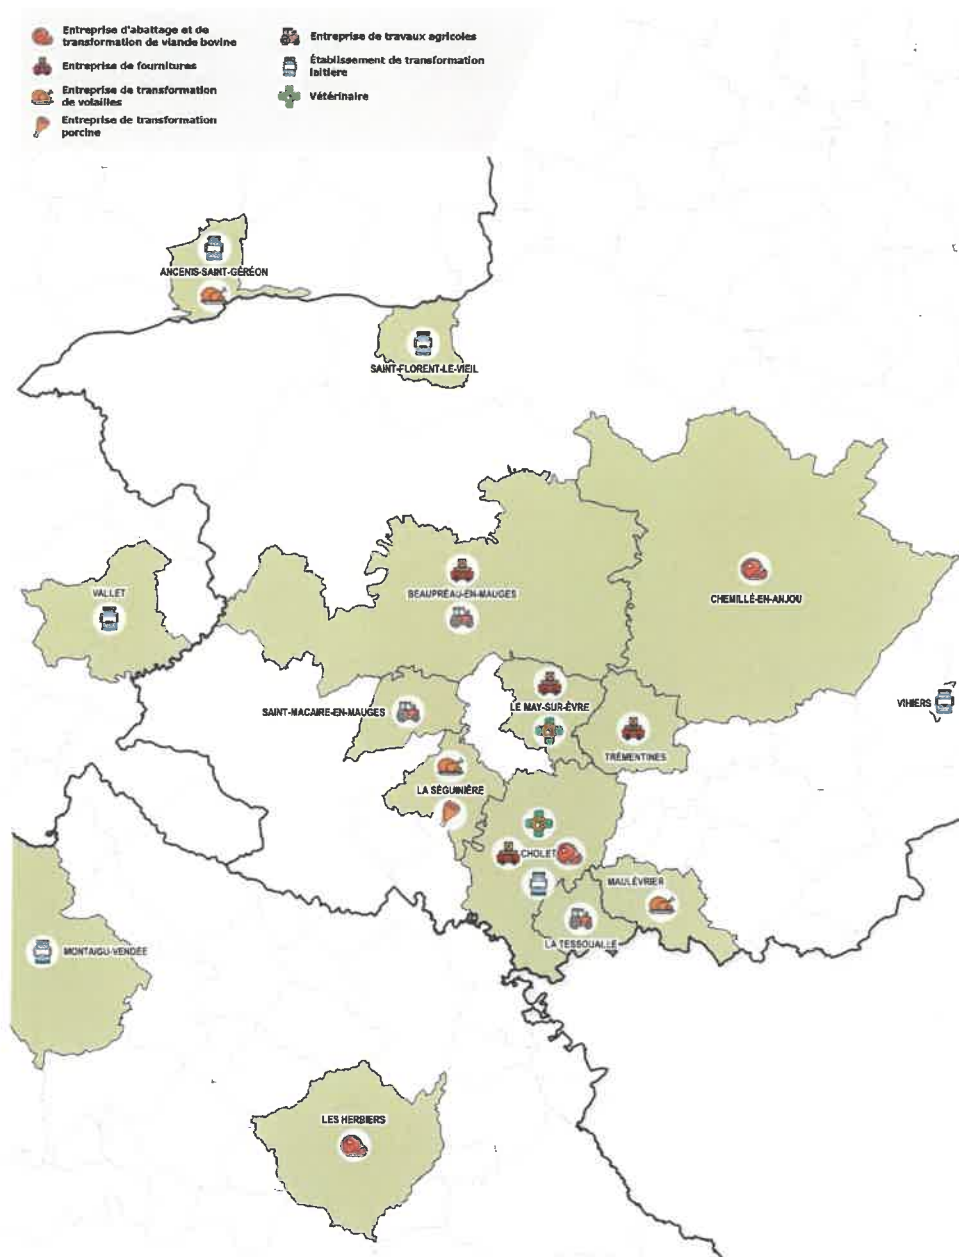 Entreprise d'abattage et de
transformation de viande bovine
Entreprise de fournitures
Entreprise de transformation
de volailles
Entreprise de transformation
porcine
Entreprise de travaux agricoles
Établissement de transformation
laitiere
Vétérinaire
ANCENIS-SAINT-GÉRÉON
SAINT-FLORENT-LE-VIEIL
VALLET
BEAUPRÉAU-EN-MAUGES
CHEMILLÉ-EN-ANJOU
VIHIERS
SAINT-MACAIRE-EN-MAUGES
LE MAY-SUR-ÈVRE
TRÉMENTINES
LA SÉGUINIÈRE
CHOLET
MAULÉVRIER
LA TESSOUALLE
MONTAIGU-VENDÉE
LES HERBIERS